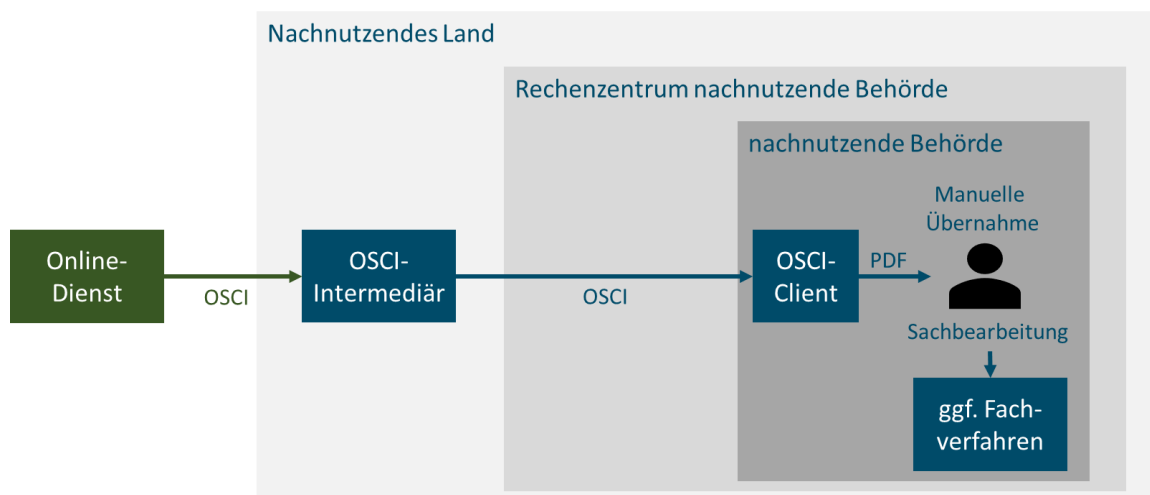 Nachnutzendes Land
Rechenzentrum nachnutzende Behörde
nachnutzende Behörde
Manuelle
Übernahme
Online-
Dienst
OSCI
OSCI-
Intermediär
OSCI
OSCI-
Client
PDF
Sachbearbeitung
ggf. Fach-
verfahren